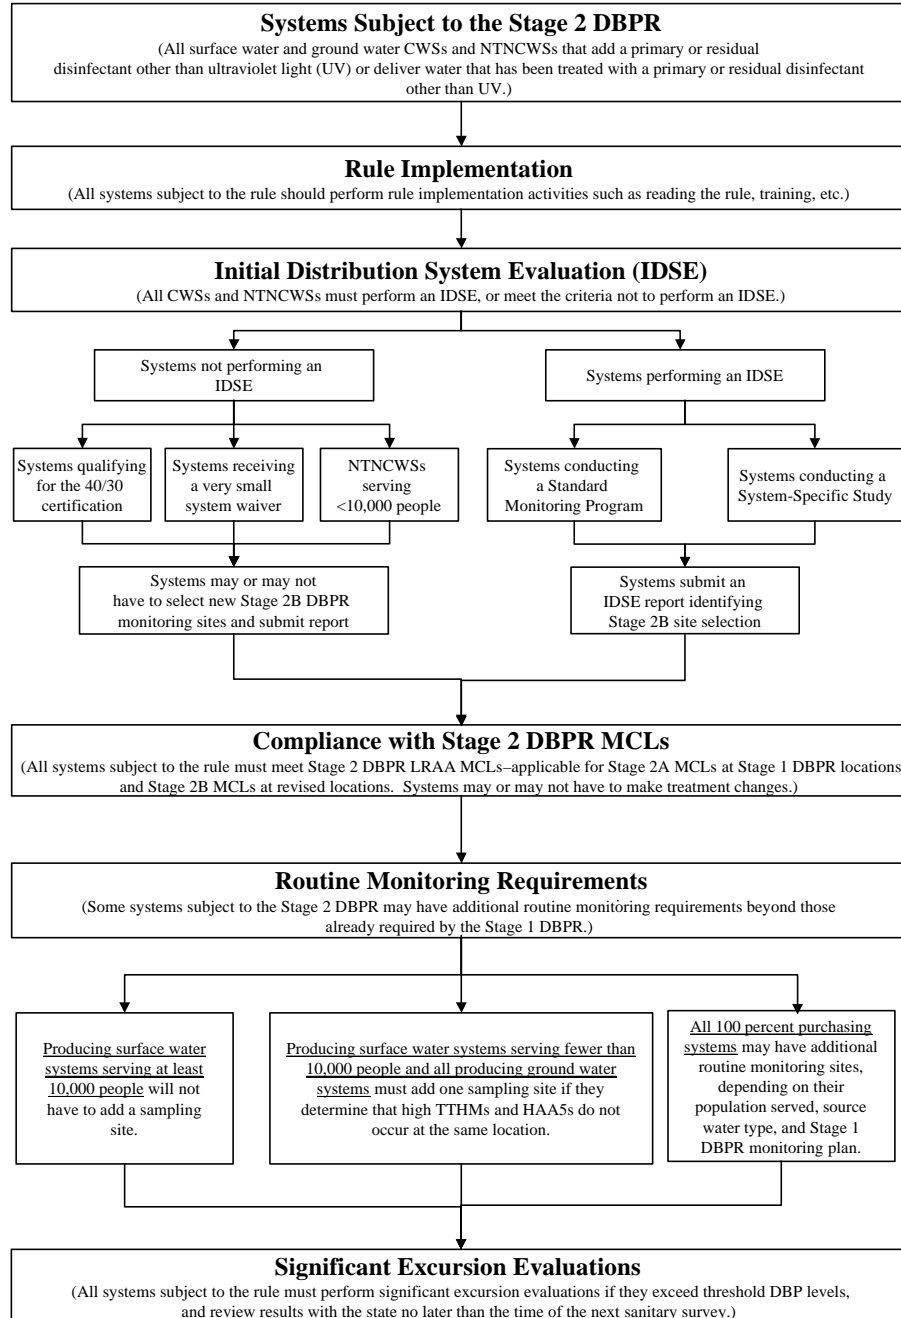 Systems Subject to the Stage 2 DBPR
(All surface water and ground water CWSs and NTNCWSs that add a primary or residual
disinfectant other than ultraviolet light (UV) or deliver water that has been treated with a primary or residual disinfectant
other than UV.)
Rule Implementation
(All systems subject to the rule should perform rule implementation activities such as reading the rule, training, etc.)
Initial Distribution System Evaluation (IDSE)
(All CWSs and NTNCWSs must perform an IDSE, or meet the criteria not to perform an IDSE.)
Systems not performing an
IDSE
Systems performing an IDSE
Systems qualifying
for the 40/30
certification
Systems receiving
a very small
system waiver
NTNCWSs
serving
<10,000 people
Systems conducting
a Standard
Monitoring Program
Systems conducting a
System-Specific Study
Systems may or may not
have to select new Stage 2B DBPR
monitoring sites and submit report
Systems submit an
IDSE report identifying
Stage 2B site selection
Compliance with Stage 2 DBPR MCLs
(All systems subject to the rule must meet Stage 2 DBPR LRAA MCLs–applicable for Stage 2A MCLs at Stage 1 DBPR locations
and Stage 2B MCLs at revised locations.  Systems may or may not have to make treatment changes.)
Routine Monitoring Requirements
(Some systems subject to the Stage 2 DBPR may have additional routine monitoring requirements beyond those
already required by the Stage 1 DBPR.)
Producing surface water
systems serving at least
10,000 people will not
have to add a sampling
site.
Producing surface water systems serving fewer than
10,000 people and all producing ground water
systems must add one sampling site if they
determine that high TTHMs and HAA5s do not
occur at the same location.
All 100 percent purchasing
systems may have additional
routine monitoring sites,
depending on their
population served, source
water type, and Stage 1
DBPR monitoring plan.
Significant Excursion Evaluations
(All systems subject to the rule must perform significant excursion evaluations if they exceed threshold DBP levels,
and review results with the state no later than the time of the next sanitary survey.)